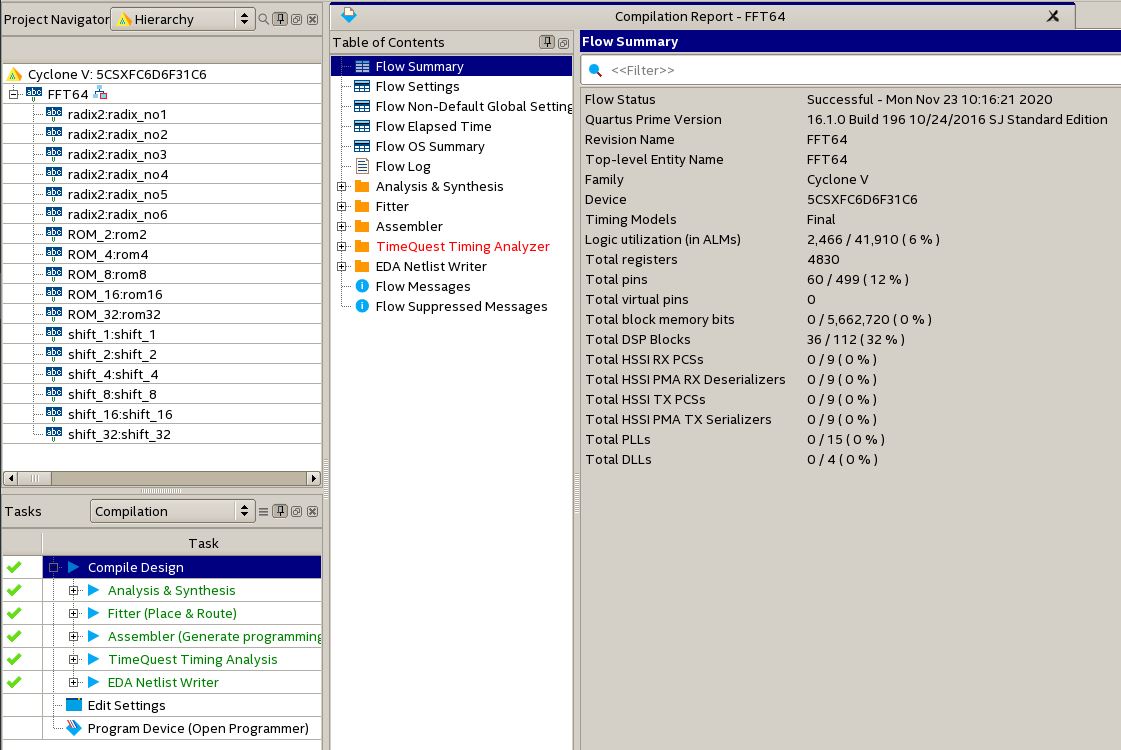 Project Navigator Hierarchy
Cyclone V: 5CSXFC6D6F31C6
FFT64
radix2:radix_no1
radix2:radix_no2
radix2:radix_no3
radix2:radix_no4
radix2:radix_no5
radix2:radix_no6
ROM_2:rom2
ROM_4:rom4
ROM_8:rom8
ROM_16:rom16
ROM_32:rom32
shift_1:shift_1
shift_2:shift_2
shift_4:shift_4
shift_8:shift_8
shift_16:shift_16
shift_32:shift_32
Tasks Compilation
Task
Compile Design
Analysis & Synthesis
Fitter (Place & Route)
Assembler (Generate programming
TimeQuest Timing Analysis
EDA Netlist Writer
Edit Settings
Program Device (Open Programmer)
Compilation Report - FFT64
Table of Contents
Flow Summary
Flow Settings
Flow Non-Default Global Setting
Flow Elapsed Time
Flow OS Summary
Flow Log
Analysis & Synthesis
Fitter
Assembler
TimeQuest Timing Analyzer
EDA Netlist Writer
Flow Messages
Flow Suppressed Messages
Flow Summary
<<Filter>>
Flow Status Successful - Mon Nov 23 10:16:21 2020
Quartus Prime Version 16.1.0 Build 196 10/24/2016 SJ Standard Edition
Revision Name FFT64
Top-level Entity Name FFT64
Family Cyclone V
Device 5CSXFC6D6F31C6
Timing Models Final
Logic utilization (in ALMs) 2,466 / 41,910 ( 6 % )
Total registers 4830
Total pins 60 / 499 ( 12 % )
Total virtual pins 0
Total block memory bits 0 / 5,662,720 ( 0 % )
Total DSP Blocks 36 / 112 ( 32 % )
Total HSSI RX PCSs 0 / 9 ( 0 % )
Total HSSI PMA RX Deserializers 0 / 9 ( 0 % )
Total HSSI TX PCSs 0 / 9 ( 0 % )
Total HSSI PMA TX Serializers 0 / 9 ( 0 % )
Total PLLs 0 / 15 ( 0 % )
Total DLLs 0 / 4 ( 0 % )